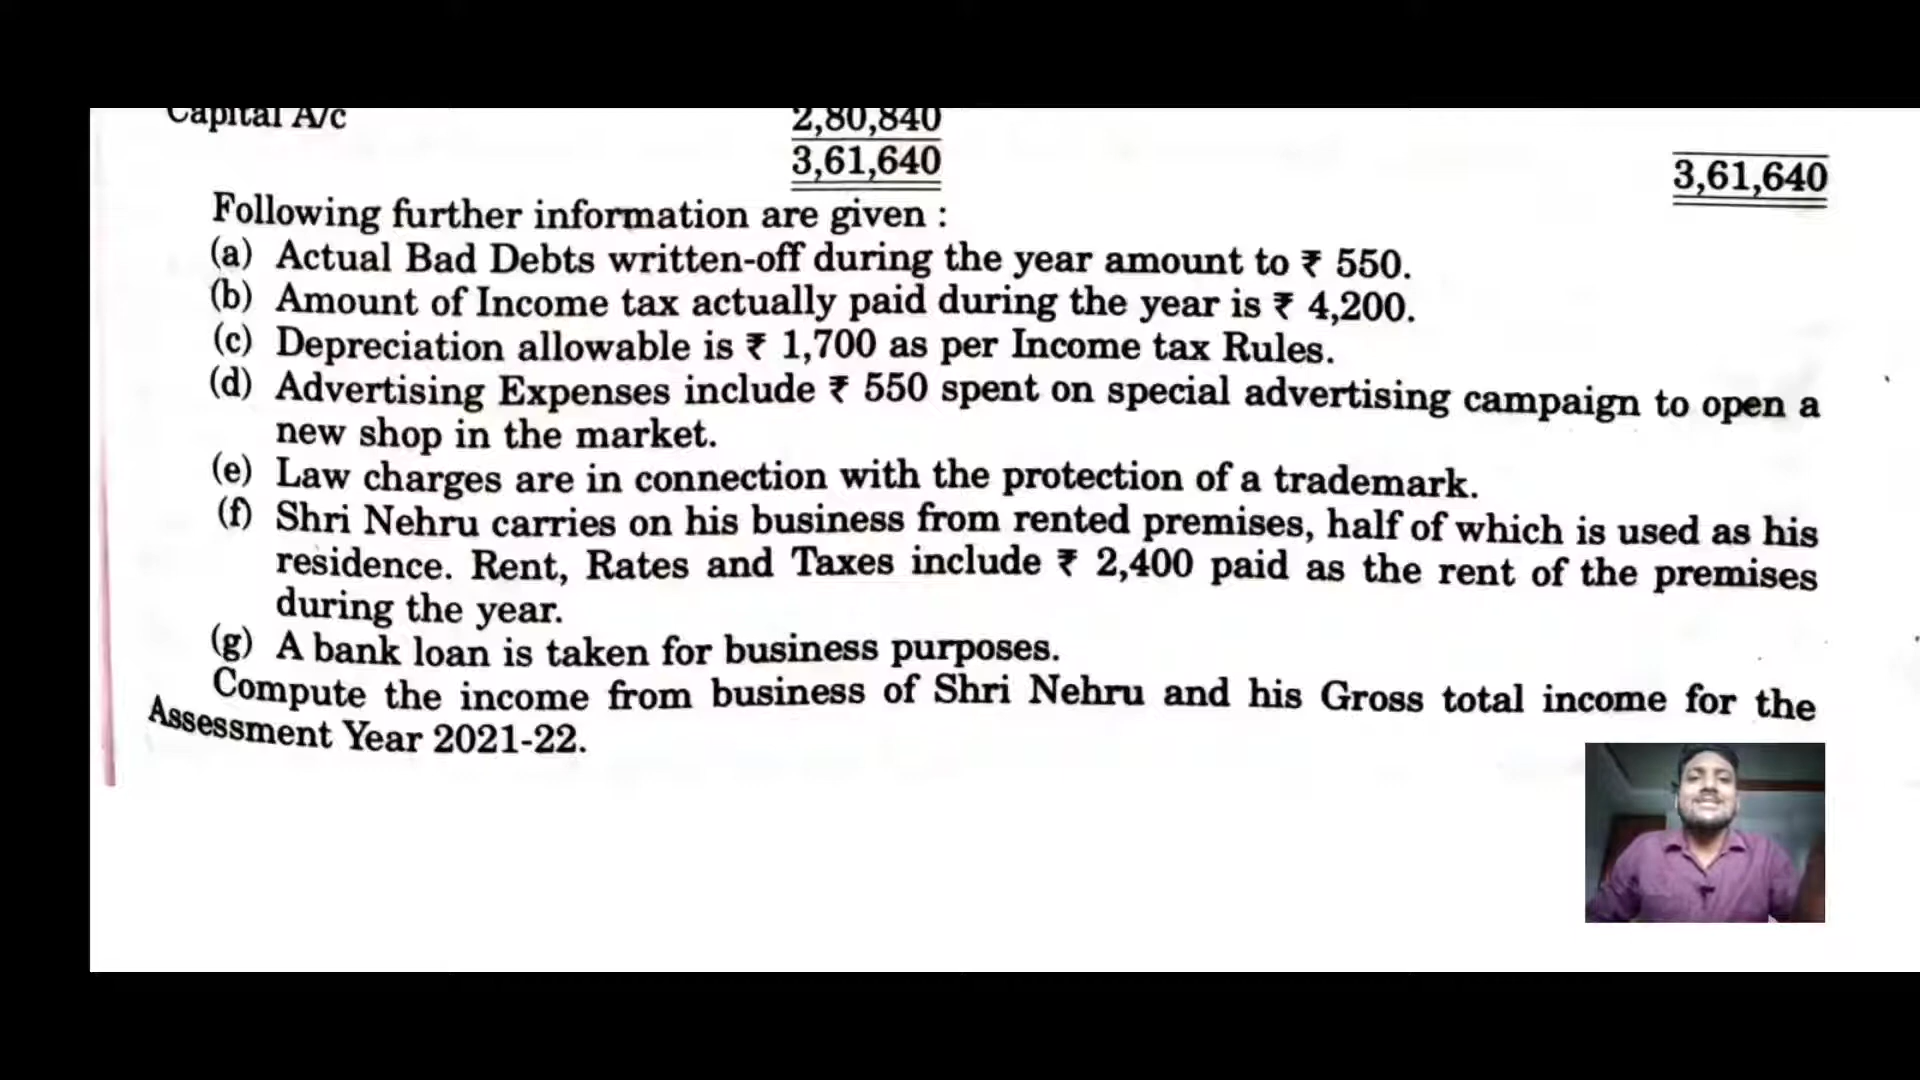 Capital A/c 2,80,840
3,61,640 3,61,640
Following further information are given :
(a) Actual Bad Debts written-off during the year amount to ₹ 550.
(b) Amount of Income tax actually paid during the year is ₹ 4,200.
(c) Depreciation allowable is ₹ 1,700 as per Income tax Rules.
(d) Advertising Expenses include ₹ 550 spent on special advertising campaign to open a
new shop in the market.
(e) Law charges are in connection with the protection of a trademark.
(f) Shri Nehru carries on his business from rented premises, half of which is used as his
residence. Rent, Rates and Taxes include ₹ 2,400 paid as the rent of the premises
during the year.
(g) A bank loan is taken for business purposes.
Compute the income from business of Shri Nehru and his Gross total income for the
Assessment Year 2021-22.